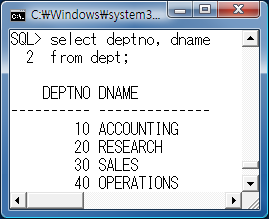 C:₩Windows₩system3...
SQL> select deptno, dname
  2  from dept;
    DEPTNO DNAME
---------- --------------
        10 ACCOUNTING
        20 RESEARCH
        30 SALES
        40 OPERATIONS